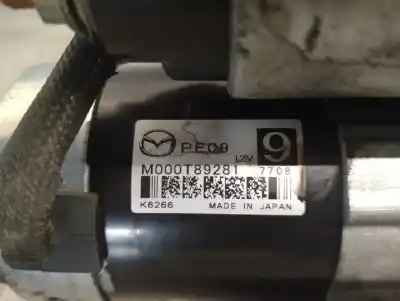 PE09 12V 9
M000T89281 7708
K6266 MADE IN JAPAN